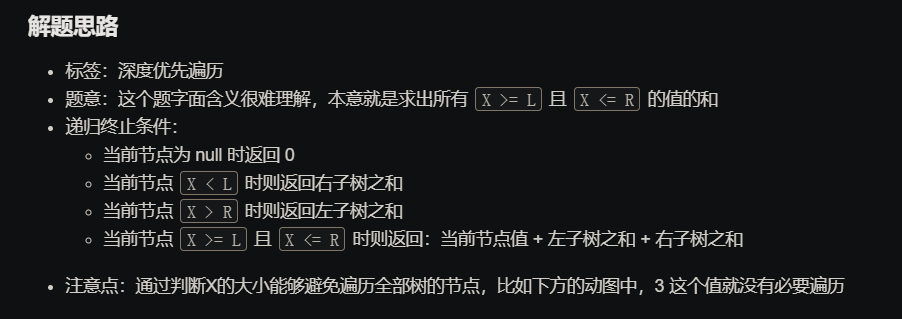 解题思路
标签：深度优先遍历
题意：这个题字面含义很难理解，本意就是求出所有 X >= L 且 X <= R 的值的和
递归终止条件：
当前节点为 null 时返回 0
当前节点 X < L 时则返回右子树之和
当前节点 X > R 时则返回左子树之和
当前节点 X >= L 且 X <= R 时则返回：当前节点值 + 左子树之和 + 右子树之和
注意点：通过判断X的大小能够避免遍历全部树的节点，比如下方的动图中，3 这个值就没有必要遍历